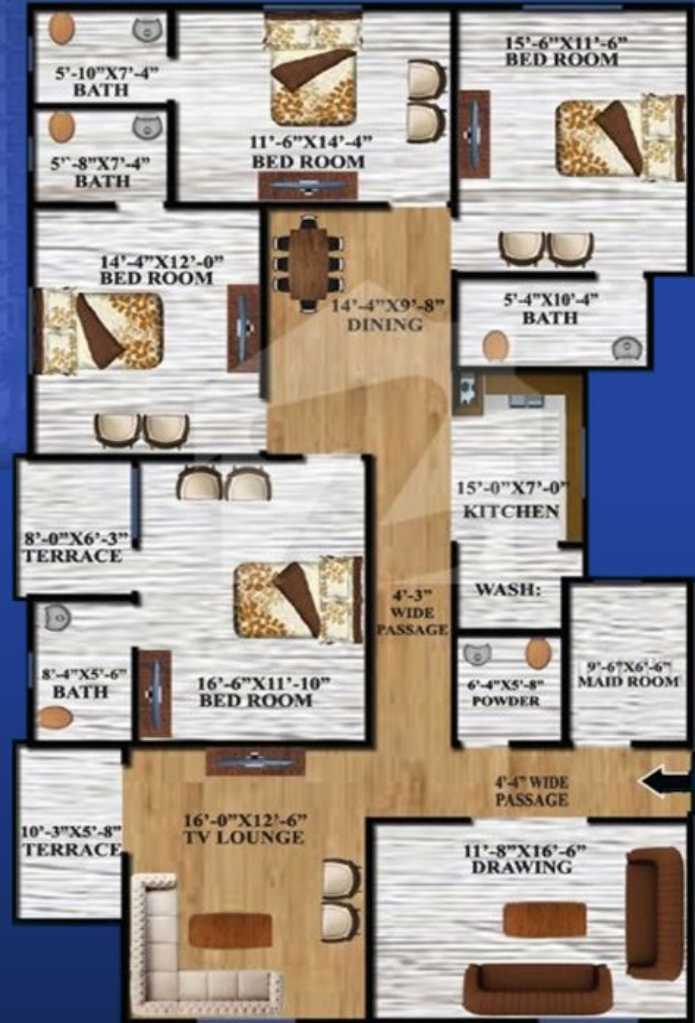 5'-10"X7'-4"
BATH
11'-6"X14'-4"
BED ROOM
15'-6"X11'-6"
BED ROOM
5'`-8"X7'-4"
BATH
14'-4"X12'-0"
BED ROOM
14'-4"X9'-8"
DINING
5'-4"X10'-4"
BATH
8'-0"X6'-3"
TERRACE
15'-0"X7'-0"
KITCHEN
WASH:
4'-3"
WIDE
PASSAGE
8'-4"X5'-6"
BATH
16'-6"X11'-10"
BED ROOM
6'-4"X5'-8"
POWDER
9'-6"X6'-6"
MAID ROOM
4'-4" WIDE
PASSAGE
10'-3"X5'-8"
TERRACE
16'-0"X12'-6"
TV LOUNGE
11'-8"X16'-6"
DRAWING